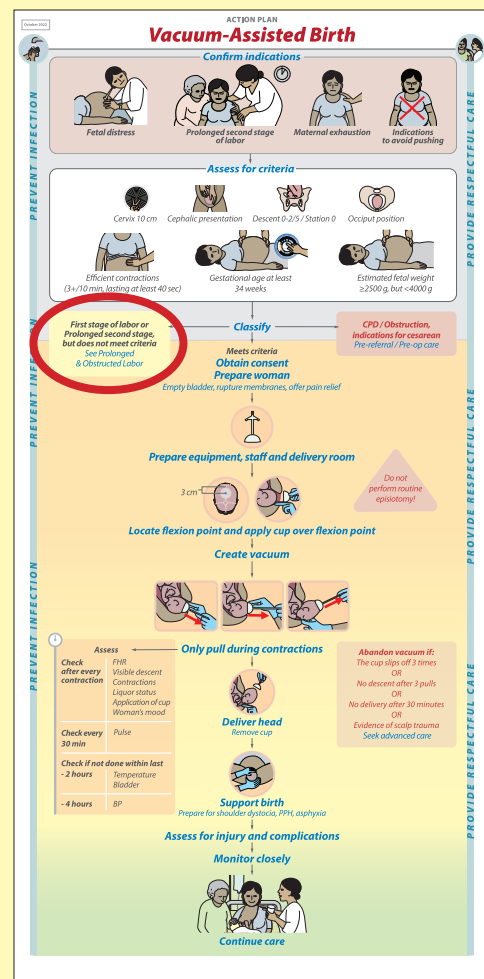 October 2022
ACTION PLAN
Vacuum-Assisted Birth
Confirm indications
Fetal distress
Prolonged second stage
of labor
Maternal exhaustion
Indications
to avoid pushing
Assess for criteria
Cervix 10 cm
Cephalic presentation
Descent 0-2/5 / Station 0
Occiput position
Efficient contractions
(3+/10 min, lasting at least 40 sec)
Gestational age at least
34 weeks
Estimated fetal weight
≥2500 g, but <4000 g
First stage of labor or
Prolonged second stage,
but does not meet criteria
See Prolonged
& Obstructed Labor
Classify
CPD / Obstruction,
indications for cesarean
Pre-referral / Pre-op care
Meets criteria
Obtain consent
Prepare woman
Empty bladder, rupture membranes, offer pain relief
Prepare equipment, staff and delivery room
Do not
perform routine
episiotomy!
3 cm
Locate flexion point and apply cup over flexion point
Create vacuum
Only pull during contractions
Assess
Check
after every
contraction
FHR
Visible descent
Contractions
Liquor status
Application of cup
Woman's mood
Check every
30 min
Pulse
Check if not done within last
- 2 hours
Temperature
Bladder
- 4 hours
BP
Abandon vacuum if:
The cup slips off 3 times
OR
No descent after 3 pulls
OR
No delivery after 30 minutes
OR
Evidence of scalp trauma
Seek advanced care
Deliver head
Remove cup
Support birth
Prepare for shoulder dystocia, PPH, asphyxia
Assess for injury and complications
Monitor closely
Continue care
PREVENT INFECTION
PREVENT INFECTION
PREVENT INFECTION
PROVIDE RESPECTFUL CARE
PROVIDE RESPECTFUL CARE
PROVIDE RESPECTFUL CARE